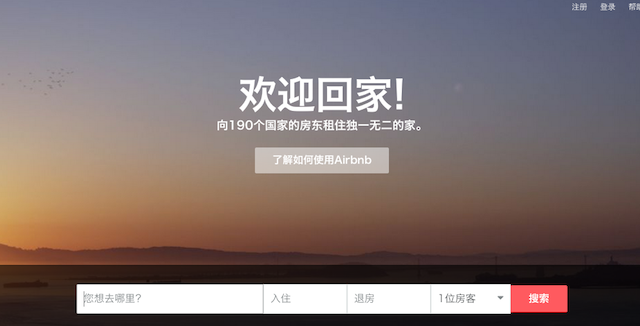 注册 登录 帮助
欢迎回家!
向190个国家的房东租住独一无二的家。
了解如何使用Airbnb
您想去哪里? 入住 退房 1位房客 搜索